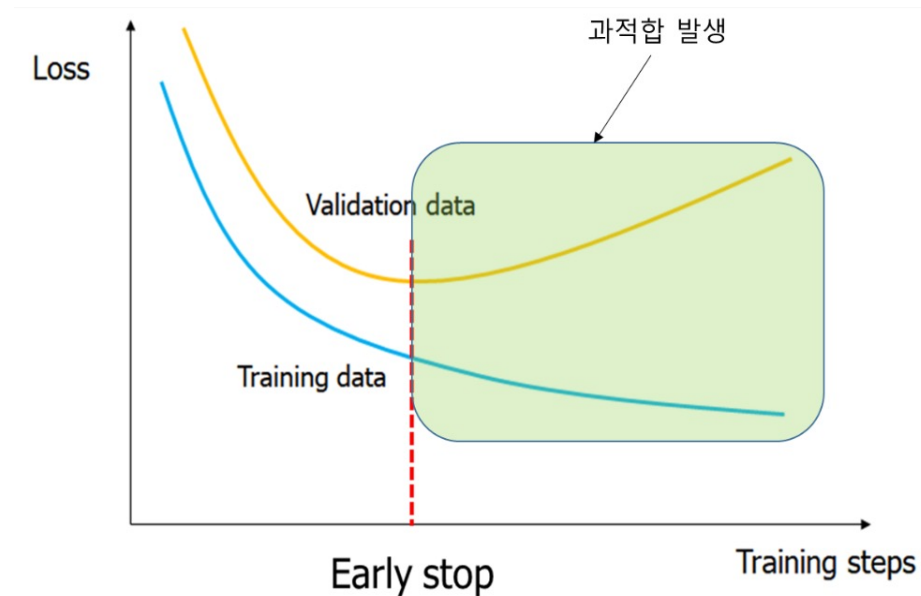 과적합 발생
Loss
Validation data
Training data
Early stop
Training steps